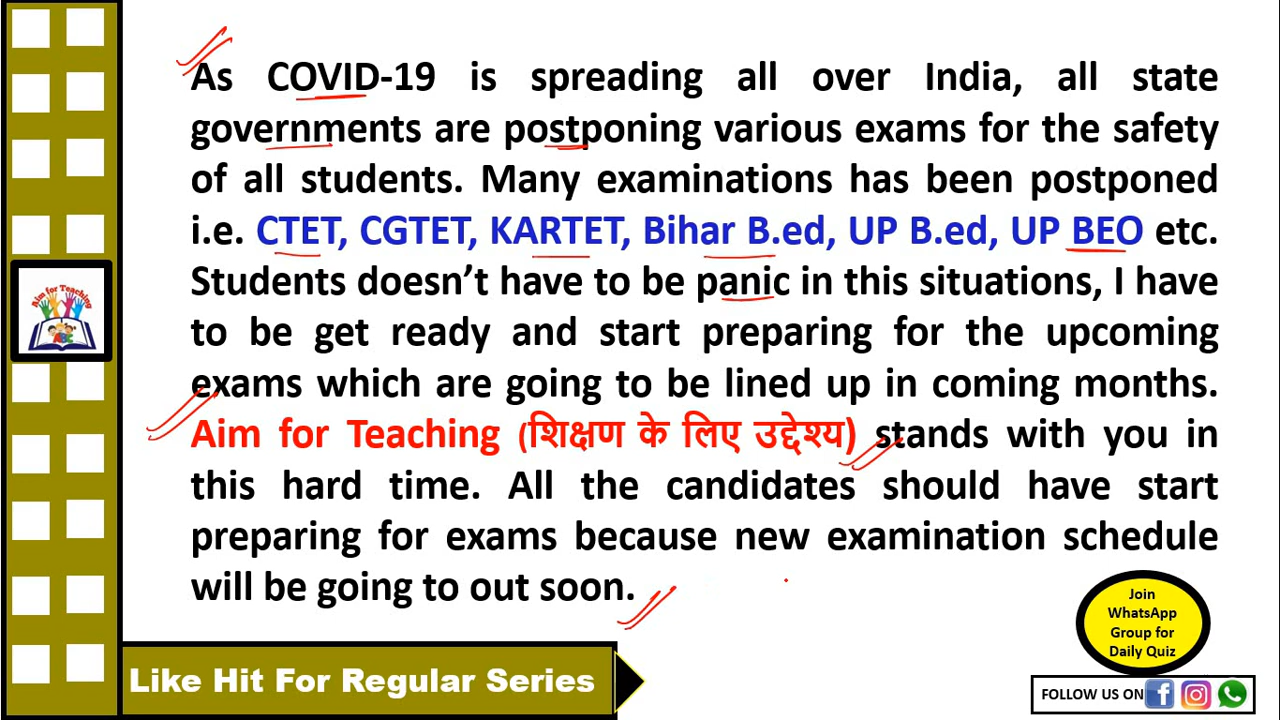 As COVID-19 is spreading all over India, all state
governments are postponing various exams for the safety
of all students. Many examinations has been postponed
i.e. CTET, CGTET, KARTET, Bihar B.ed, UP B.ed, UP BEO etc.
Students doesn’t have to be panic in this situations, I have
to be get ready and start preparing for the upcoming
exams which are going to be lined up in coming months.
Aim for Teaching (शिक्षण के लिए उद्देश्य) stands with you in
this hard time. All the candidates should have start
preparing for exams because new examination schedule
will be going to out soon.
Aim for Teaching
ABC
Like Hit For Regular Series
Join
WhatsApp
Group for
Daily Quiz
FOLLOW US ON